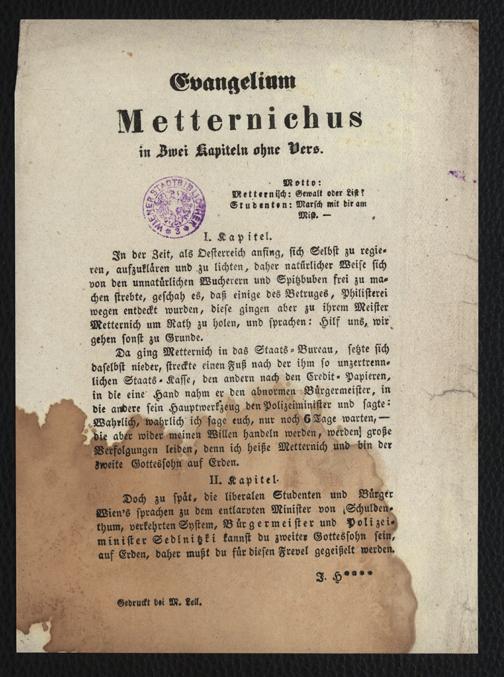 Evangelium
Metternichus
in Zwei Kapiteln ohne Vers.
Motto:
Metternisch: Gewalt oder List?
Studenten: Marsch mit dir am
Mist. —
WIENER STADTBIBLIOTHEK
I. Kapitel.
In der Zeit, als Oesterreich anfing, sich Selbst zu regie-
ren, aufzuklären und zu lichten, daher natürlicher Weise sich
von den unnatürlichen Wucherern und Spitzbuben frei zu ma-
chen strebte, geschah es, daß einige des Betruges, Philisterei
wegen entdeckt wurden, diese gingen aber zu ihrem Meister
Metternich um Rath zu holen, und sprachen: Hilf uns, wir
gehen sonst zu Grunde.
Da ging Metternich in das Staats-Bureau, setzte sich
daselbst nieder, streckte einen Fuß nach der ihm so unzertrenn-
lichen Staats-Kasse, den andern nach den Credit-Papieren,
in die eine Hand nahm er den abnormen Bürgermeister, in
die andere sein Hauptwerkzeug den Polizeiminister und sagte:
Wahrlich, wahrlich ich sage euch, nur noch 6 Tage warten, —
die aber wider meinen Willen handeln werden, werden große
Verfolgungen leiden, denn ich heiße Metternich und bin der
zweite Gottessohn auf Erden.
II. Kapitel.
Doch zu spät, die liberalen Studenten und Bürger
Wien's sprachen zu dem entlarvten Minister von Schulden-
thum, verkehrten System, Bürgermeister und Polizei-
minister Sedlnitzki kannst du zweiter Gottessohn sein,
auf Erden, daher mußt du für diesen Frevel gegeißelt werden.
J. H****
Gedruckt bei M. Lell.